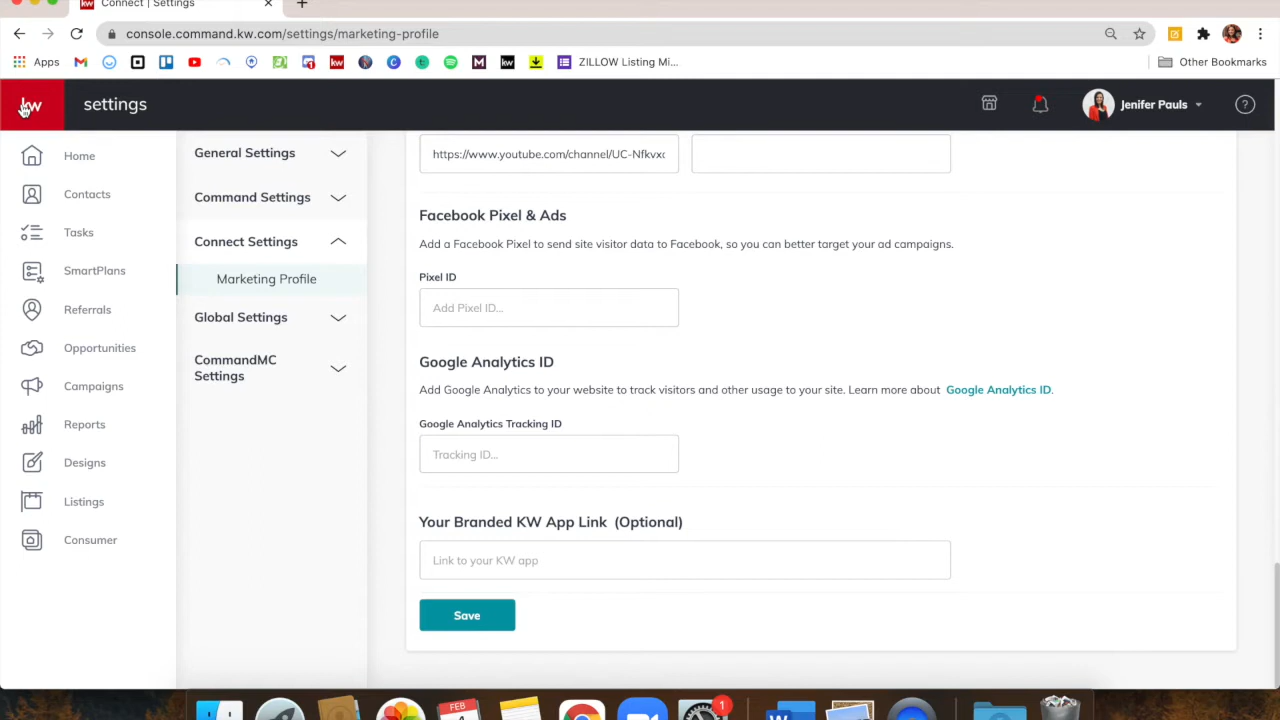 kw Connect | Settings × +
console.command.kw.com/settings/marketing-profile
Apps
kw
kw
ZILLOW Listing Mi...
Other Bookmarks
kw
settings
Jenifer Pauls
?
Home
Contacts
Tasks
SmartPlans
Referrals
Opportunities
Campaigns
Reports
Designs
Listings
Consumer
General Settings
Command Settings
Connect Settings
Marketing Profile
Global Settings
CommandMC
Settings
https://www.youtube.com/channel/UC-Nfkvx
Facebook Pixel & Ads
Add a Facebook Pixel to send site visitor data to Facebook, so you can better target your ad campaigns.
Pixel ID
Add Pixel ID...
Google Analytics ID
Add Google Analytics to your website to track visitors and other usage to your site. Learn more about Google Analytics ID.
Google Analytics Tracking ID
Tracking ID...
Your Branded KW App Link (Optional)
Link to your KW app
Save
FEB
1